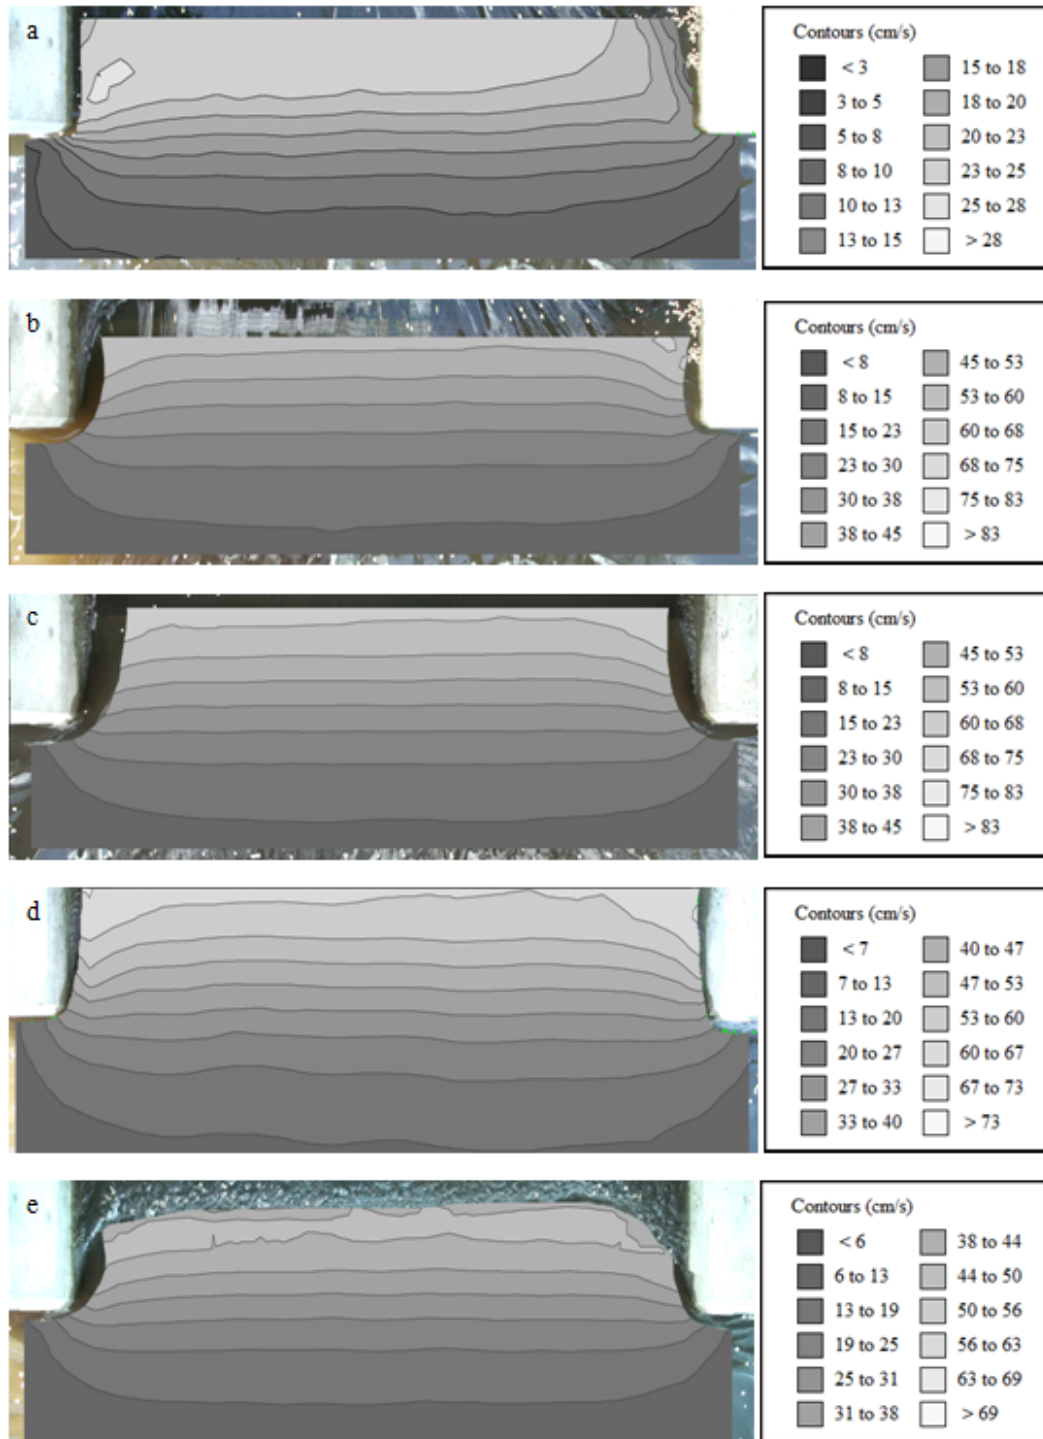 a
Contours (cm/s)
< 3 15 to 18
3 to 5 18 to 20
5 to 8 20 to 23
8 to 10 23 to 25
10 to 13 25 to 28
13 to 15 > 28
b
Contours (cm/s)
< 8 45 to 53
8 to 15 53 to 60
15 to 23 60 to 68
23 to 30 68 to 75
30 to 38 75 to 83
38 to 45 > 83
c
Contours (cm/s)
< 8 45 to 53
8 to 15 53 to 60
15 to 23 60 to 68
23 to 30 68 to 75
30 to 38 75 to 83
38 to 45 > 83
d
Contours (cm/s)
< 7 40 to 47
7 to 13 47 to 53
13 to 20 53 to 60
20 to 27 60 to 67
27 to 33 67 to 73
33 to 40 > 73
e
Contours (cm/s)
< 6 38 to 44
6 to 13 44 to 50
13 to 19 50 to 56
19 to 25 56 to 63
25 to 31 63 to 69
31 to 38 > 69